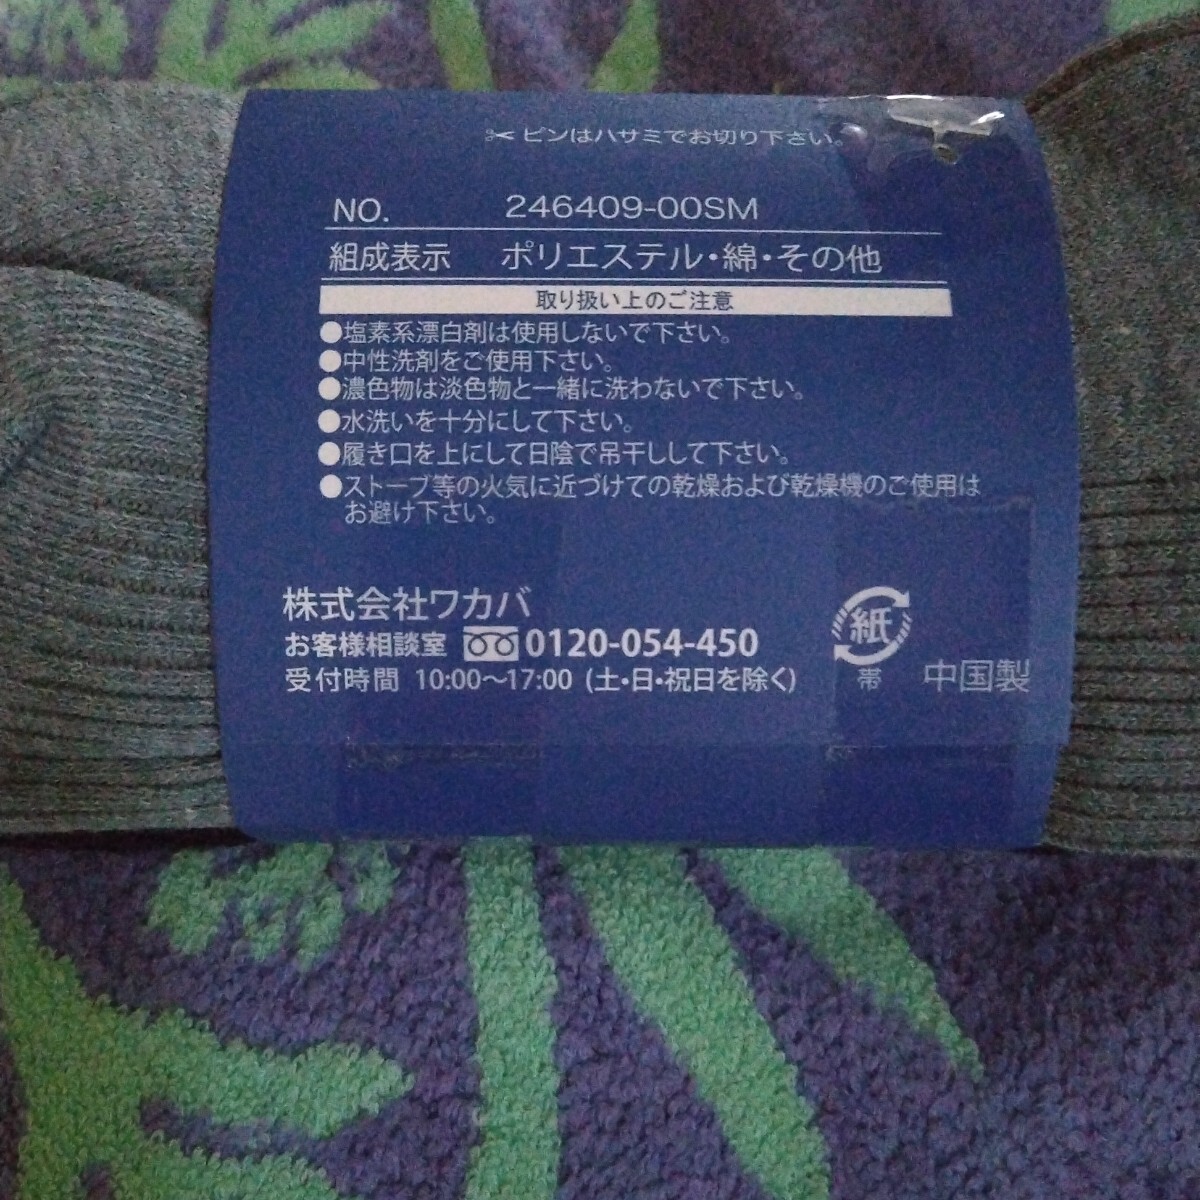 ✂ピンはハサミでお切り下さい。
NO. 246409-00SM
組成表示 ポリエステル・綿・その他
取り扱い上のご注意
●塩素系漂白剤は使用しないで下さい。
●中性洗剤をご使用下さい。
●濃色物は淡色物と一緒に洗わないで下さい。
●水洗いを十分にして下さい。
●履き口を上にして日陰で吊干しして下さい。
●ストーブ等の火気に近づけての乾燥および乾燥機のご使用は
お避け下さい。
株式会社ワカバ
お客様相談室 0120-054-450
受付時間 10:00〜17:00 (土・日・祝日を除く)
紙
帯
中国製